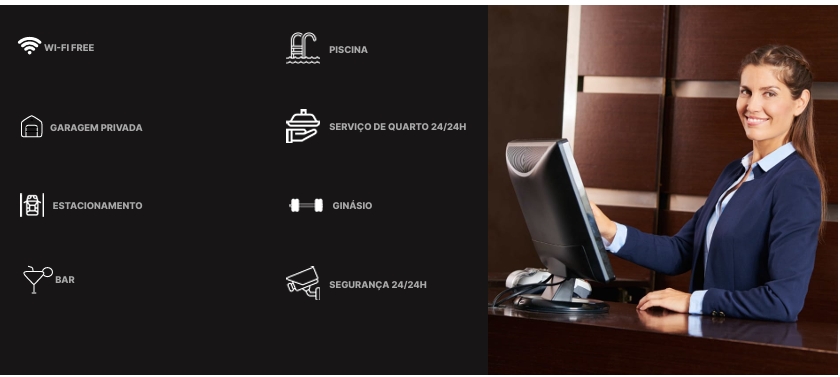 WI-FI FREE
PISCINA
GARAGEM PRIVADA
SERVIÇO DE QUARTO 24/24H
ESTACIONAMENTO
GINÁSIO
BAR
SEGURANÇA 24/24H